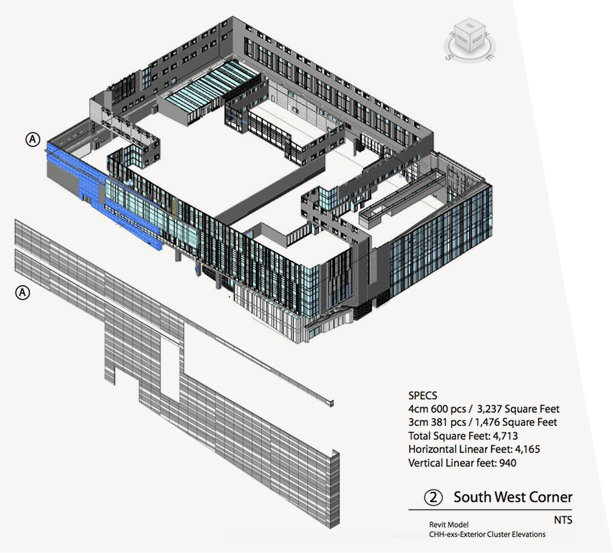 A
A
S
E
SPECS
4cm 600 pcs / 3,237 Square Feet
3cm 381 pcs / 1,476 Square Feet
Total Square Feet: 4,713
Horizontal Linear Feet: 4,165
Vertical Linear feet: 940
2 South West Corner
NTS
Revit Model
CHH-exs-Exterior Cluster Elevations